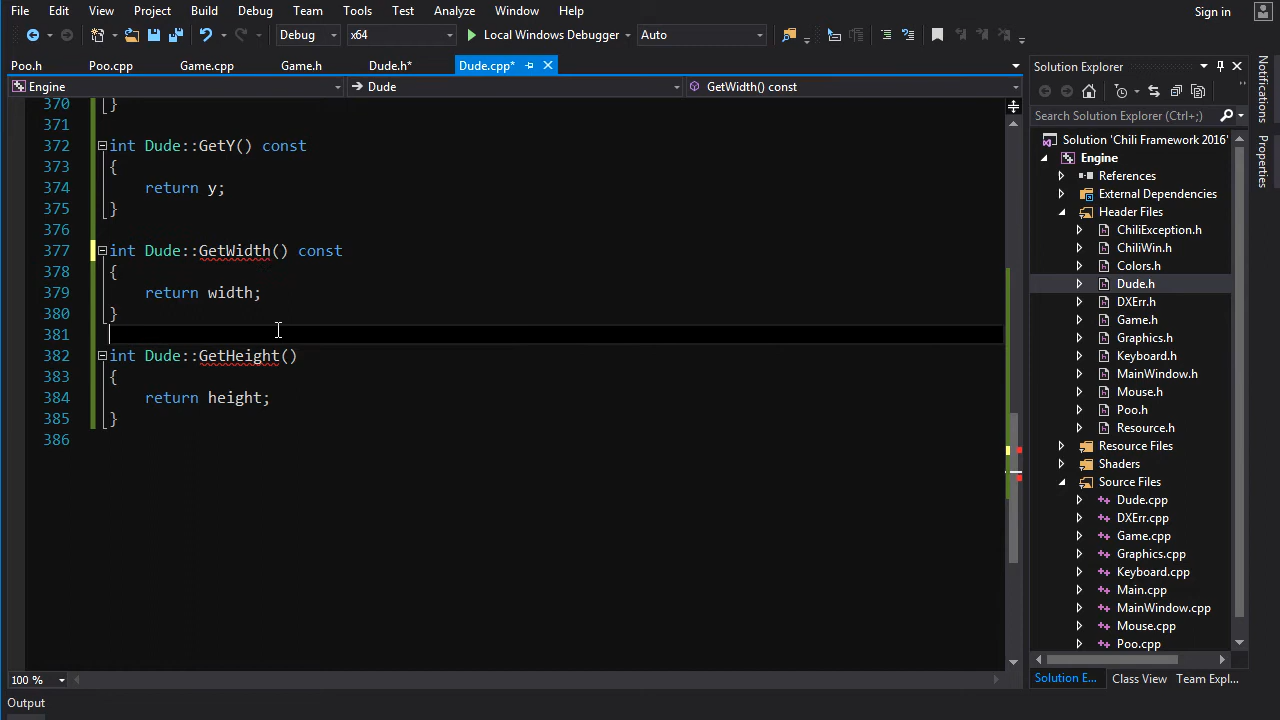 File Edit View Project Build Debug Team Tools Test Analyze Window Help Sign in
Debug x64 Local Windows Debugger Auto
Poo.h Poo.cpp Game.cpp Game.h Dude.h* Dude.cpp*
Engine Dude GetWidth() const
370 }
371
372 int Dude::GetY() const
373 {
374 return y;
375 }
376
377 int Dude::GetWidth() const
378 {
379 return width;
380 }
381
382 int Dude::GetHeight()
383 {
384 return height;
385 }
386
100 %
Output
Solution Explorer
Search Solution Explorer (Ctrl+;)
Solution 'Chili Framework 2016'
Engine
References
External Dependencies
Header Files
ChiliException.h
ChiliWin.h
Colors.h
Dude.h
DXErr.h
Game.h
Graphics.h
Keyboard.h
MainWindow.h
Mouse.h
Poo.h
Resource.h
Resource Files
Shaders
Source Files
Dude.cpp
DXErr.cpp
Game.cpp
Graphics.cpp
Keyboard.cpp
Main.cpp
MainWindow.cpp
Mouse.cpp
Poo.cpp
Solution E... Class View Team Expl...
Notifications
Properties